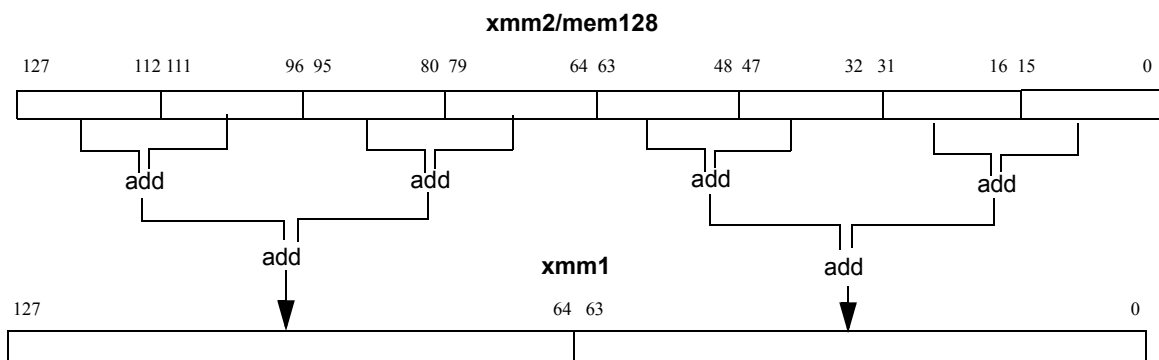 xmm2/mem128
127 112 111 96 95 80 79 64 63 48 47 32 31 16 15 0
add add add add
add add
xmm1
127 64 63 0